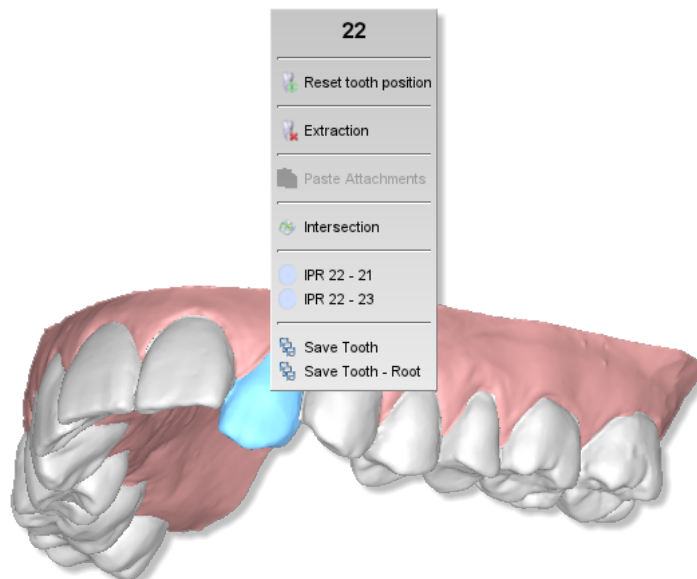 22
Reset tooth position
Extraction
Paste Attachments
Intersection
IPR 22 - 21
IPR 22 - 23
Save Tooth
Save Tooth - Root